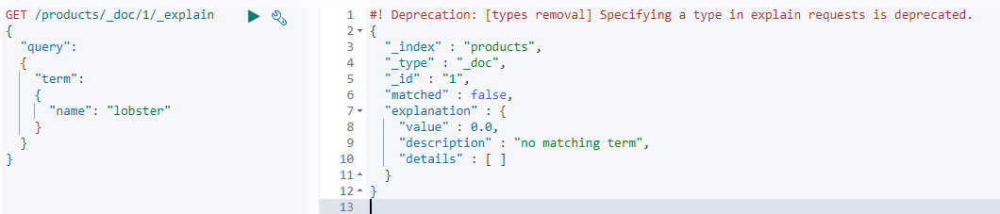 GET /products/_doc/1/_explain
{
"query":
{
"term":
{
"name": "lobster"
}
}
}
1 #! Deprecation: [types removal] Specifying a type in explain requests is deprecated.
2 {
3 "_index" : "products",
4 "_type" : "_doc",
5 "_id" : "1",
6 "matched" : false,
7 "explanation" : {
8 "value" : 0.0,
9 "description" : "no matching term",
10 "details" : [ ]
11 }
12 }
13